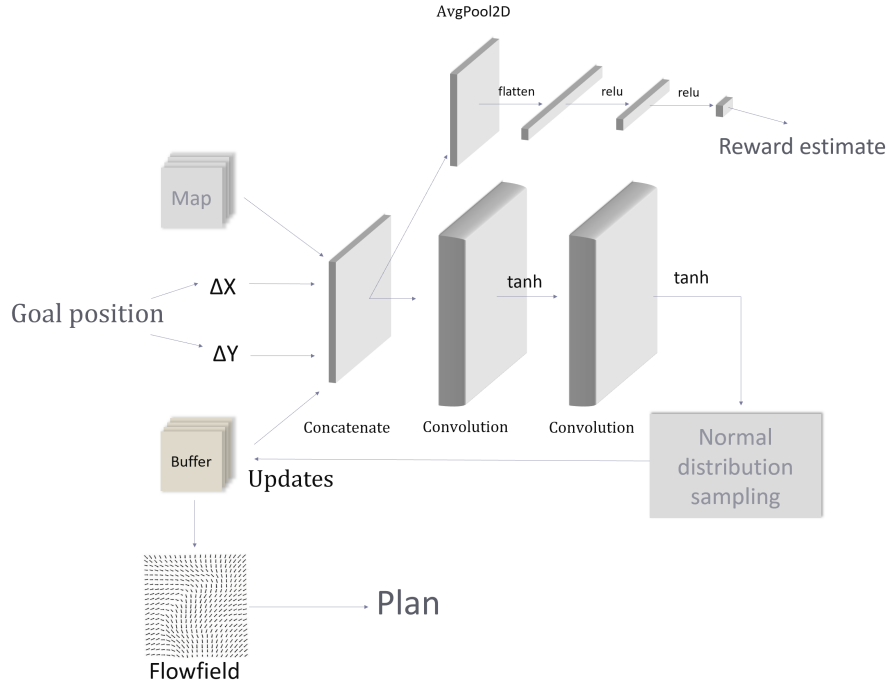 AvgPool2D
flatten
relu
relu
Reward estimate
Map
ΔX
Goal position
ΔY
tanh
tanh
Concatenate
Convolution
Convolution
Normal
distribution
sampling
Buffer
Updates
Plan
Flowfield